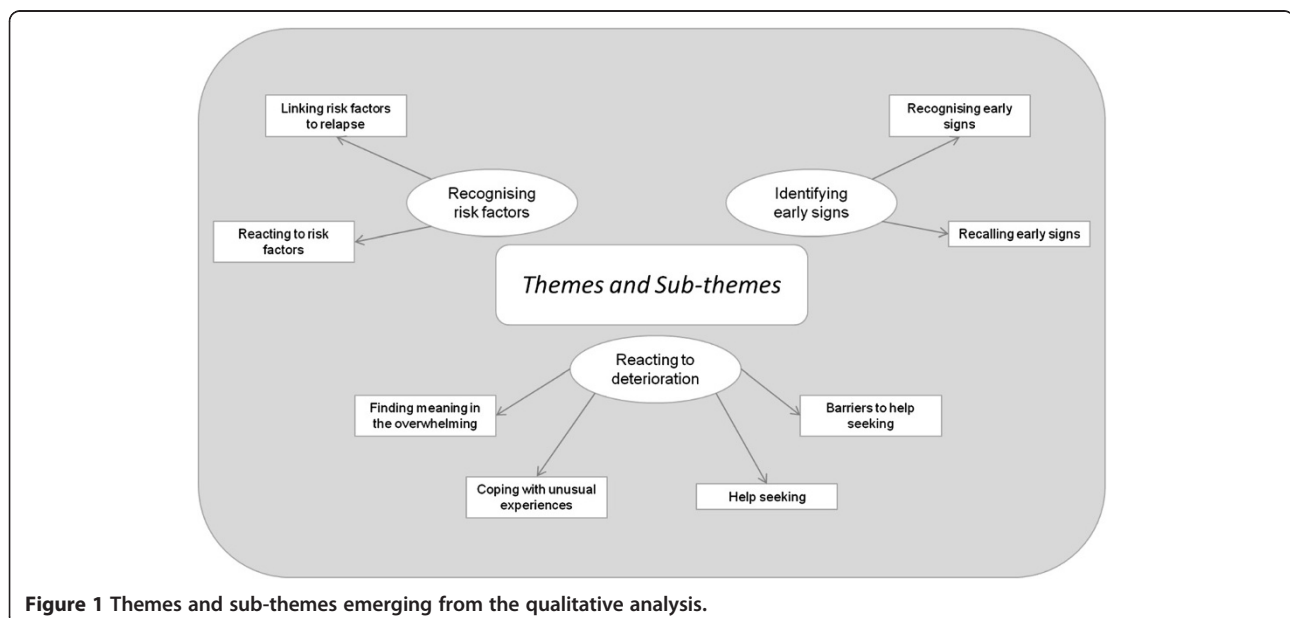 Linking risk factors
to relapse
Recognising early
signs
Recognising
risk factors
Identifying
early signs
Reacting to risk
factors
Recalling early signs
Themes and Sub-themes
Reacting to
deterioration
Finding meaning
in the overwhelming
Barriers to help
seeking
Coping with unusual
experiences
Help seeking
Figure 1 Themes and sub-themes emerging from the qualitative analysis.